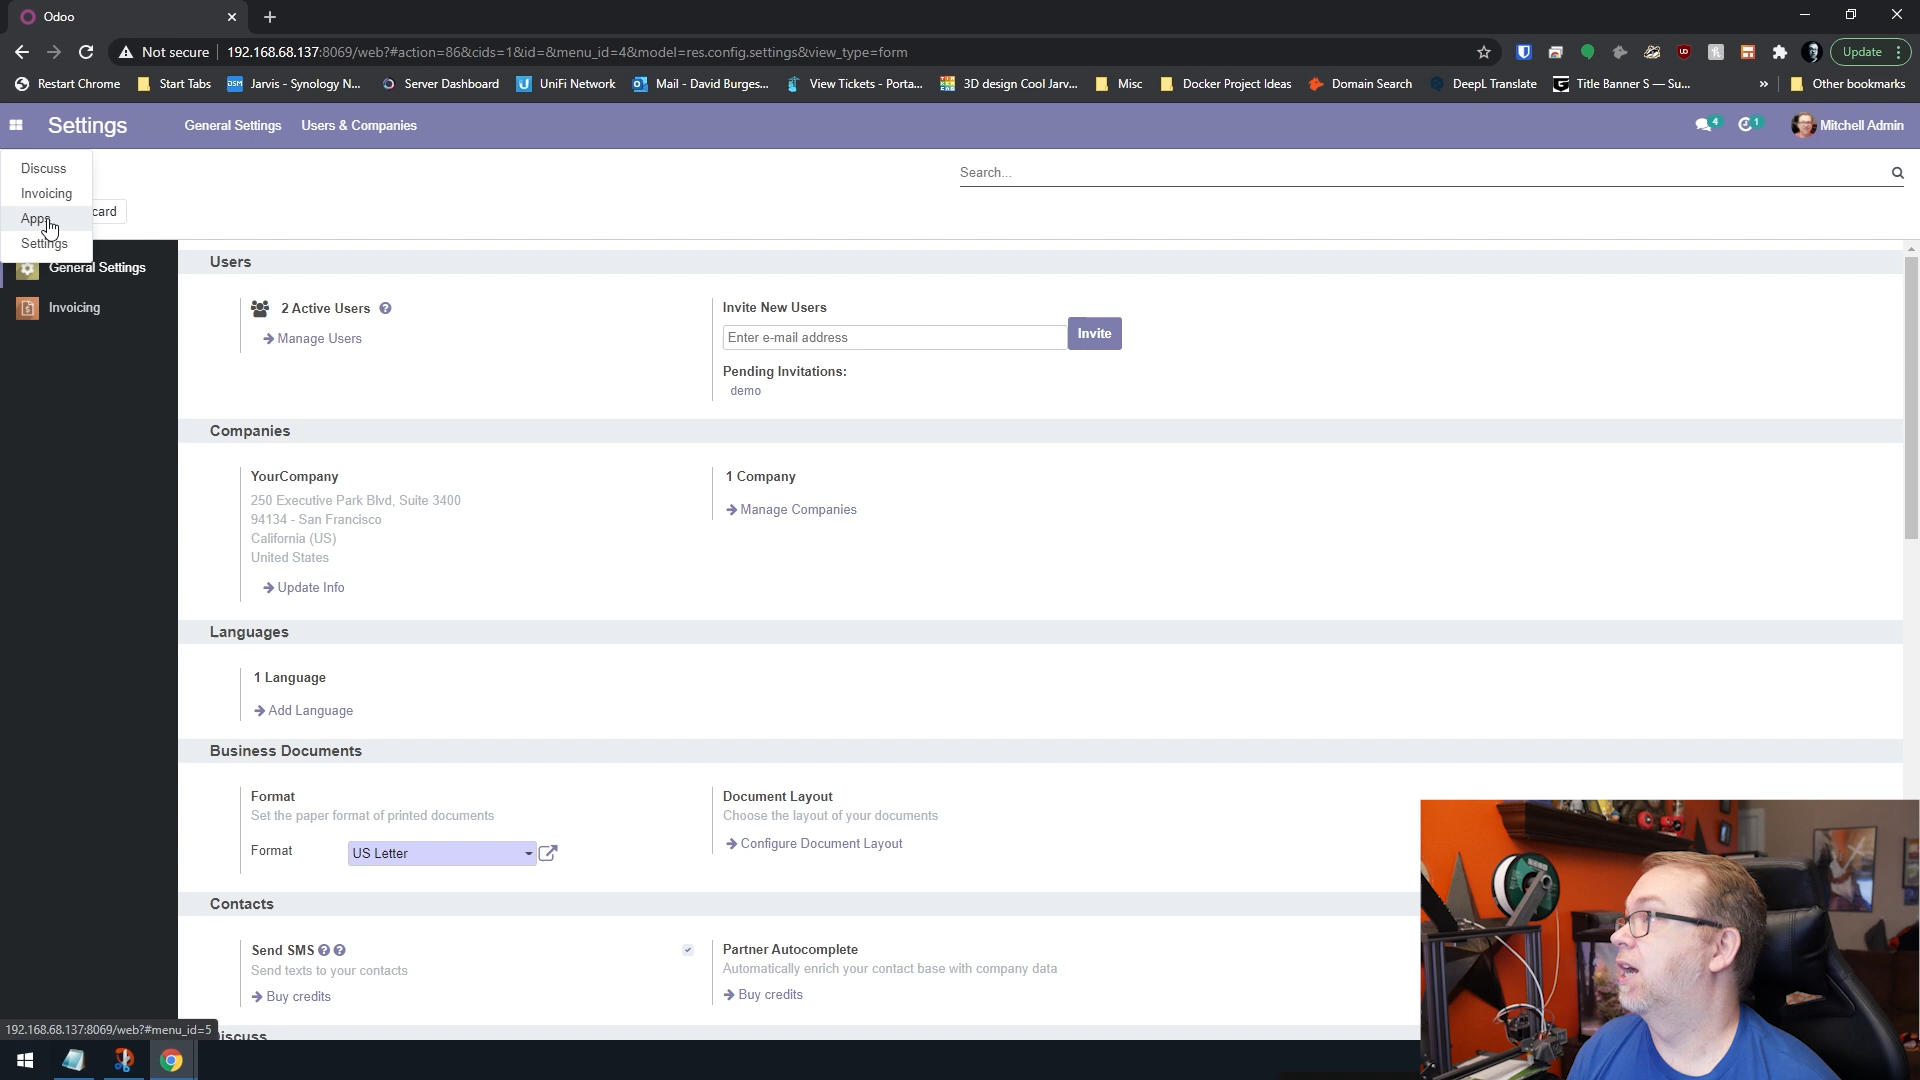 Odoo
Not secure
192.168.68.137:8069/web?#action=86&cids=1&id=&menu_id=4&model=res.config.settings&view_type=form
Update
Restart Chrome
Start Tabs
DSM
Jarvis - Synology N...
Server Dashboard
UniFi Network
Mail - David Burges...
View Tickets - Porta...
3D design Cool Jarv...
Misc
Docker Project Ideas
Domain Search
DeepL Translate
Title Banner S — Su...
»
Other bookmarks
Settings
General Settings
Users & Companies
4
1
Mitchell Admin
Discuss
Invoicing
Apps
Settings
card
Search...
General Settings
Invoicing
Users
2 Active Users
Manage Users
Invite New Users
Enter e-mail address
Invite
Pending Invitations:
demo
Companies
YourCompany
250 Executive Park Blvd, Suite 3400
94134 - San Francisco
California (US)
United States
Update Info
1 Company
Manage Companies
Languages
1 Language
Add Language
Business Documents
Format
Set the paper format of printed documents
Format
US Letter
Document Layout
Choose the layout of your documents
Configure Document Layout
Contacts
Send SMS
Send texts to your contacts
Buy credits
Partner Autocomplete
Automatically enrich your contact base with company data
Buy credits
Discuss
192.168.68.137:8069/web?#menu_id=5